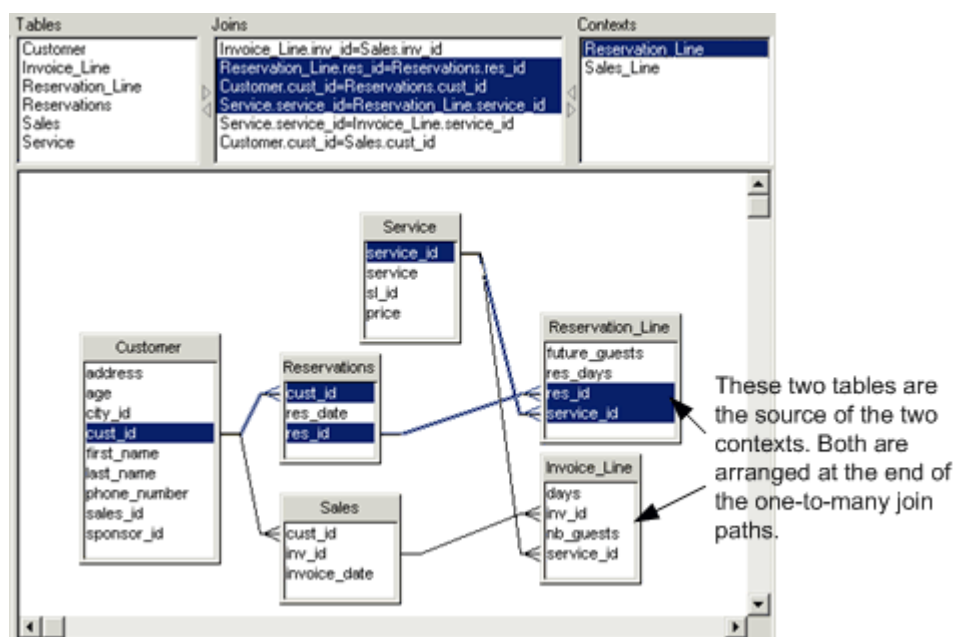 Tables
Joins
Contexts
Customer
Invoice_Line
Reservation_Line
Reservations
Sales
Service
Invoice_Line.inv_id=Sales.inv_id
Reservation_Line.res_id=Reservations.res_id
Customer.cust_id=Reservations.cust_id
Service.service_id=Reservation_Line.service_id
Service.service_id=Invoice_Line.service_id
Customer.cust_id=Sales.cust_id
Reservation_Line
Sales_Line
Service
service_id
service
sl_id
price
Customer
address
age
city_id
cust_id
first_name
last_name
phone_number
sales_id
sponsor_id
Reservations
cust_id
res_date
res_id
Sales
cust_id
inv_id
invoice_date
Reservation_Line
future_guests
res_days
res_id
service_id
Invoice_Line
days
inv_id
nb_guests
service_id
These two tables are
the source of the two
contexts. Both are
arranged at the end of
the one-to-many join
paths.